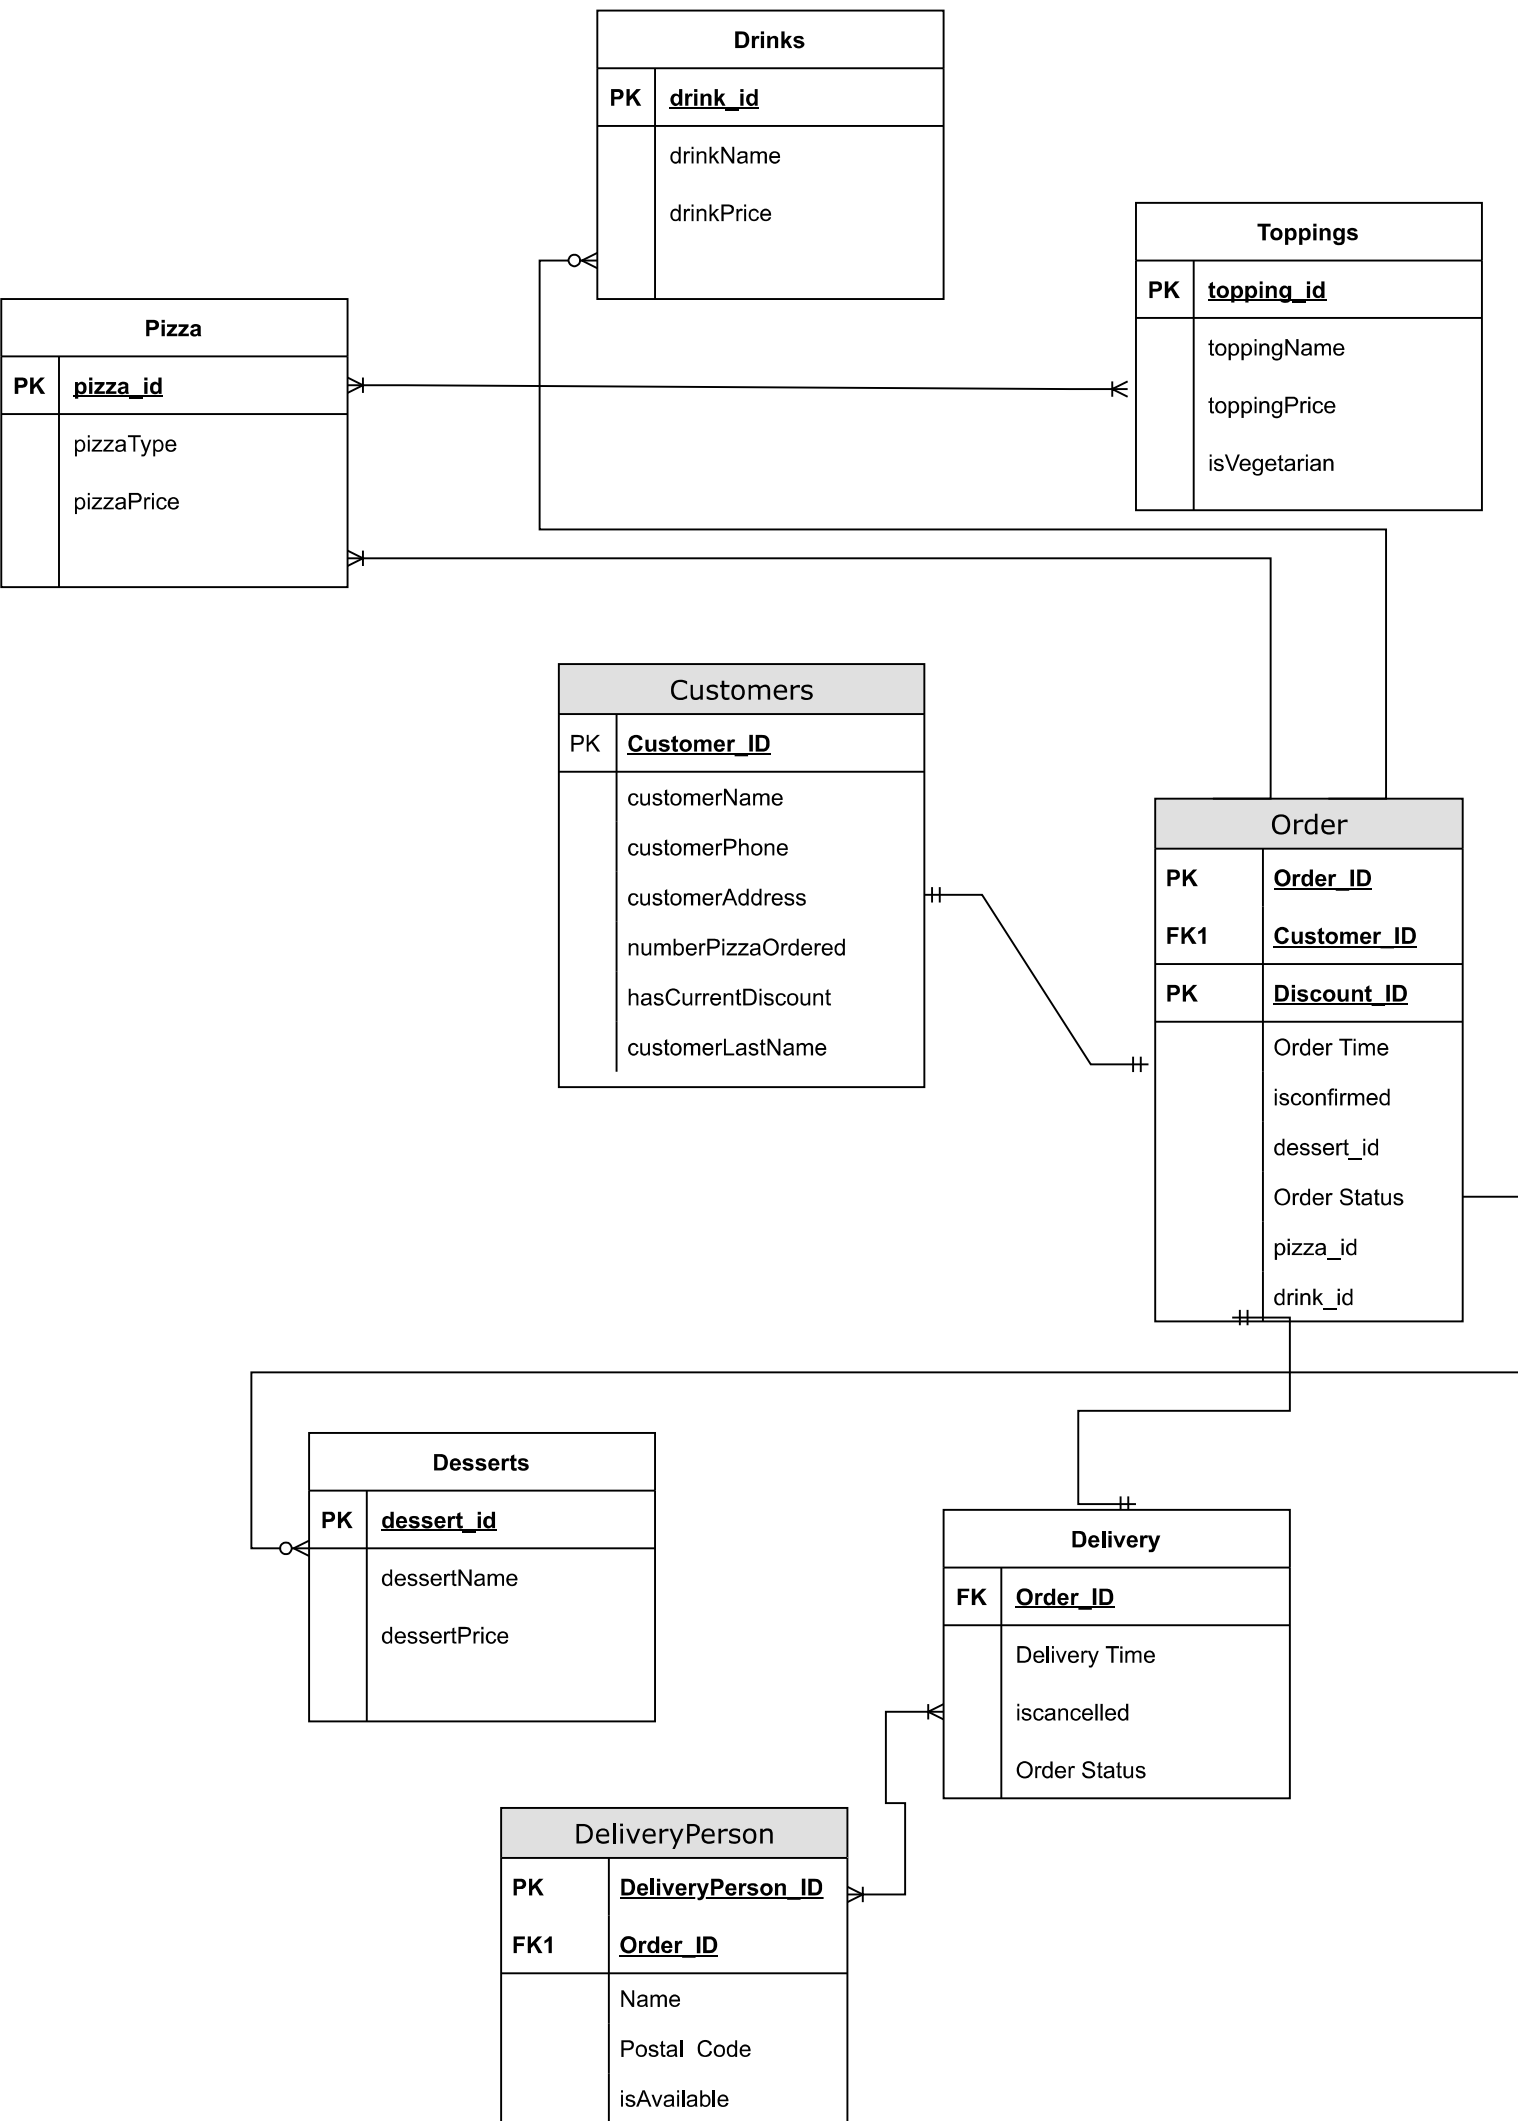 Drinks
PK drink_id
drinkName
drinkPrice
Toppings
PK topping_id
toppingName
toppingPrice
isVegetarian
Pizza
PK pizza_id
pizzaType
pizzaPrice
Customers
PK Customer_ID
customerName
customerPhone
customerAddress
numberPizzaOrdered
hasCurrentDiscount
customerLastName
Order
PK Order_ID
FK1 Customer_ID
PK Discount_ID
Order Time
isconfirmed
dessert_id
Order Status
pizza_id
drink_id
Desserts
PK dessert_id
dessertName
dessertPrice
Delivery
FK Order_ID
Delivery Time
iscancelled
Order Status
DeliveryPerson
PK DeliveryPerson_ID
FK1 Order_ID
Name
Postal Code
isAvailable